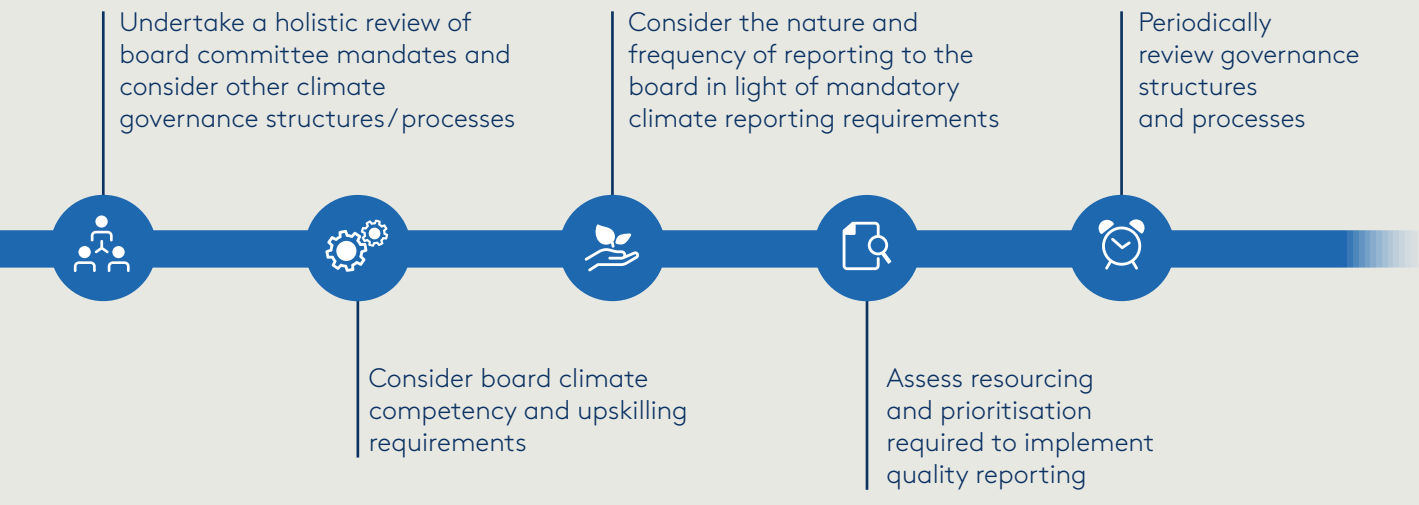 Undertake a holistic review of
board committee mandates and
consider other climate
governance structures/processes
Consider board climate
competency and upskilling
requirements
Consider the nature and
frequency of reporting to the
board in light of mandatory
climate reporting requirements
Assess resourcing
and prioritisation
required to implement
quality reporting
Periodically
review governance
structures
and processes